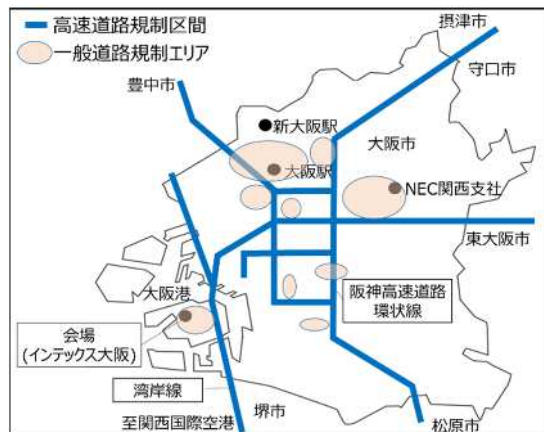 高速道路規制区間
一般道路規制エリア
摂津市
守口市
豊中市
新大阪駅
大阪市
大阪駅
NEC関西支社
東大阪市
大阪港
阪神高速道路
環状線
会場
(インテックス大阪)
湾岸線
至関西国際空港
堺市
松原市